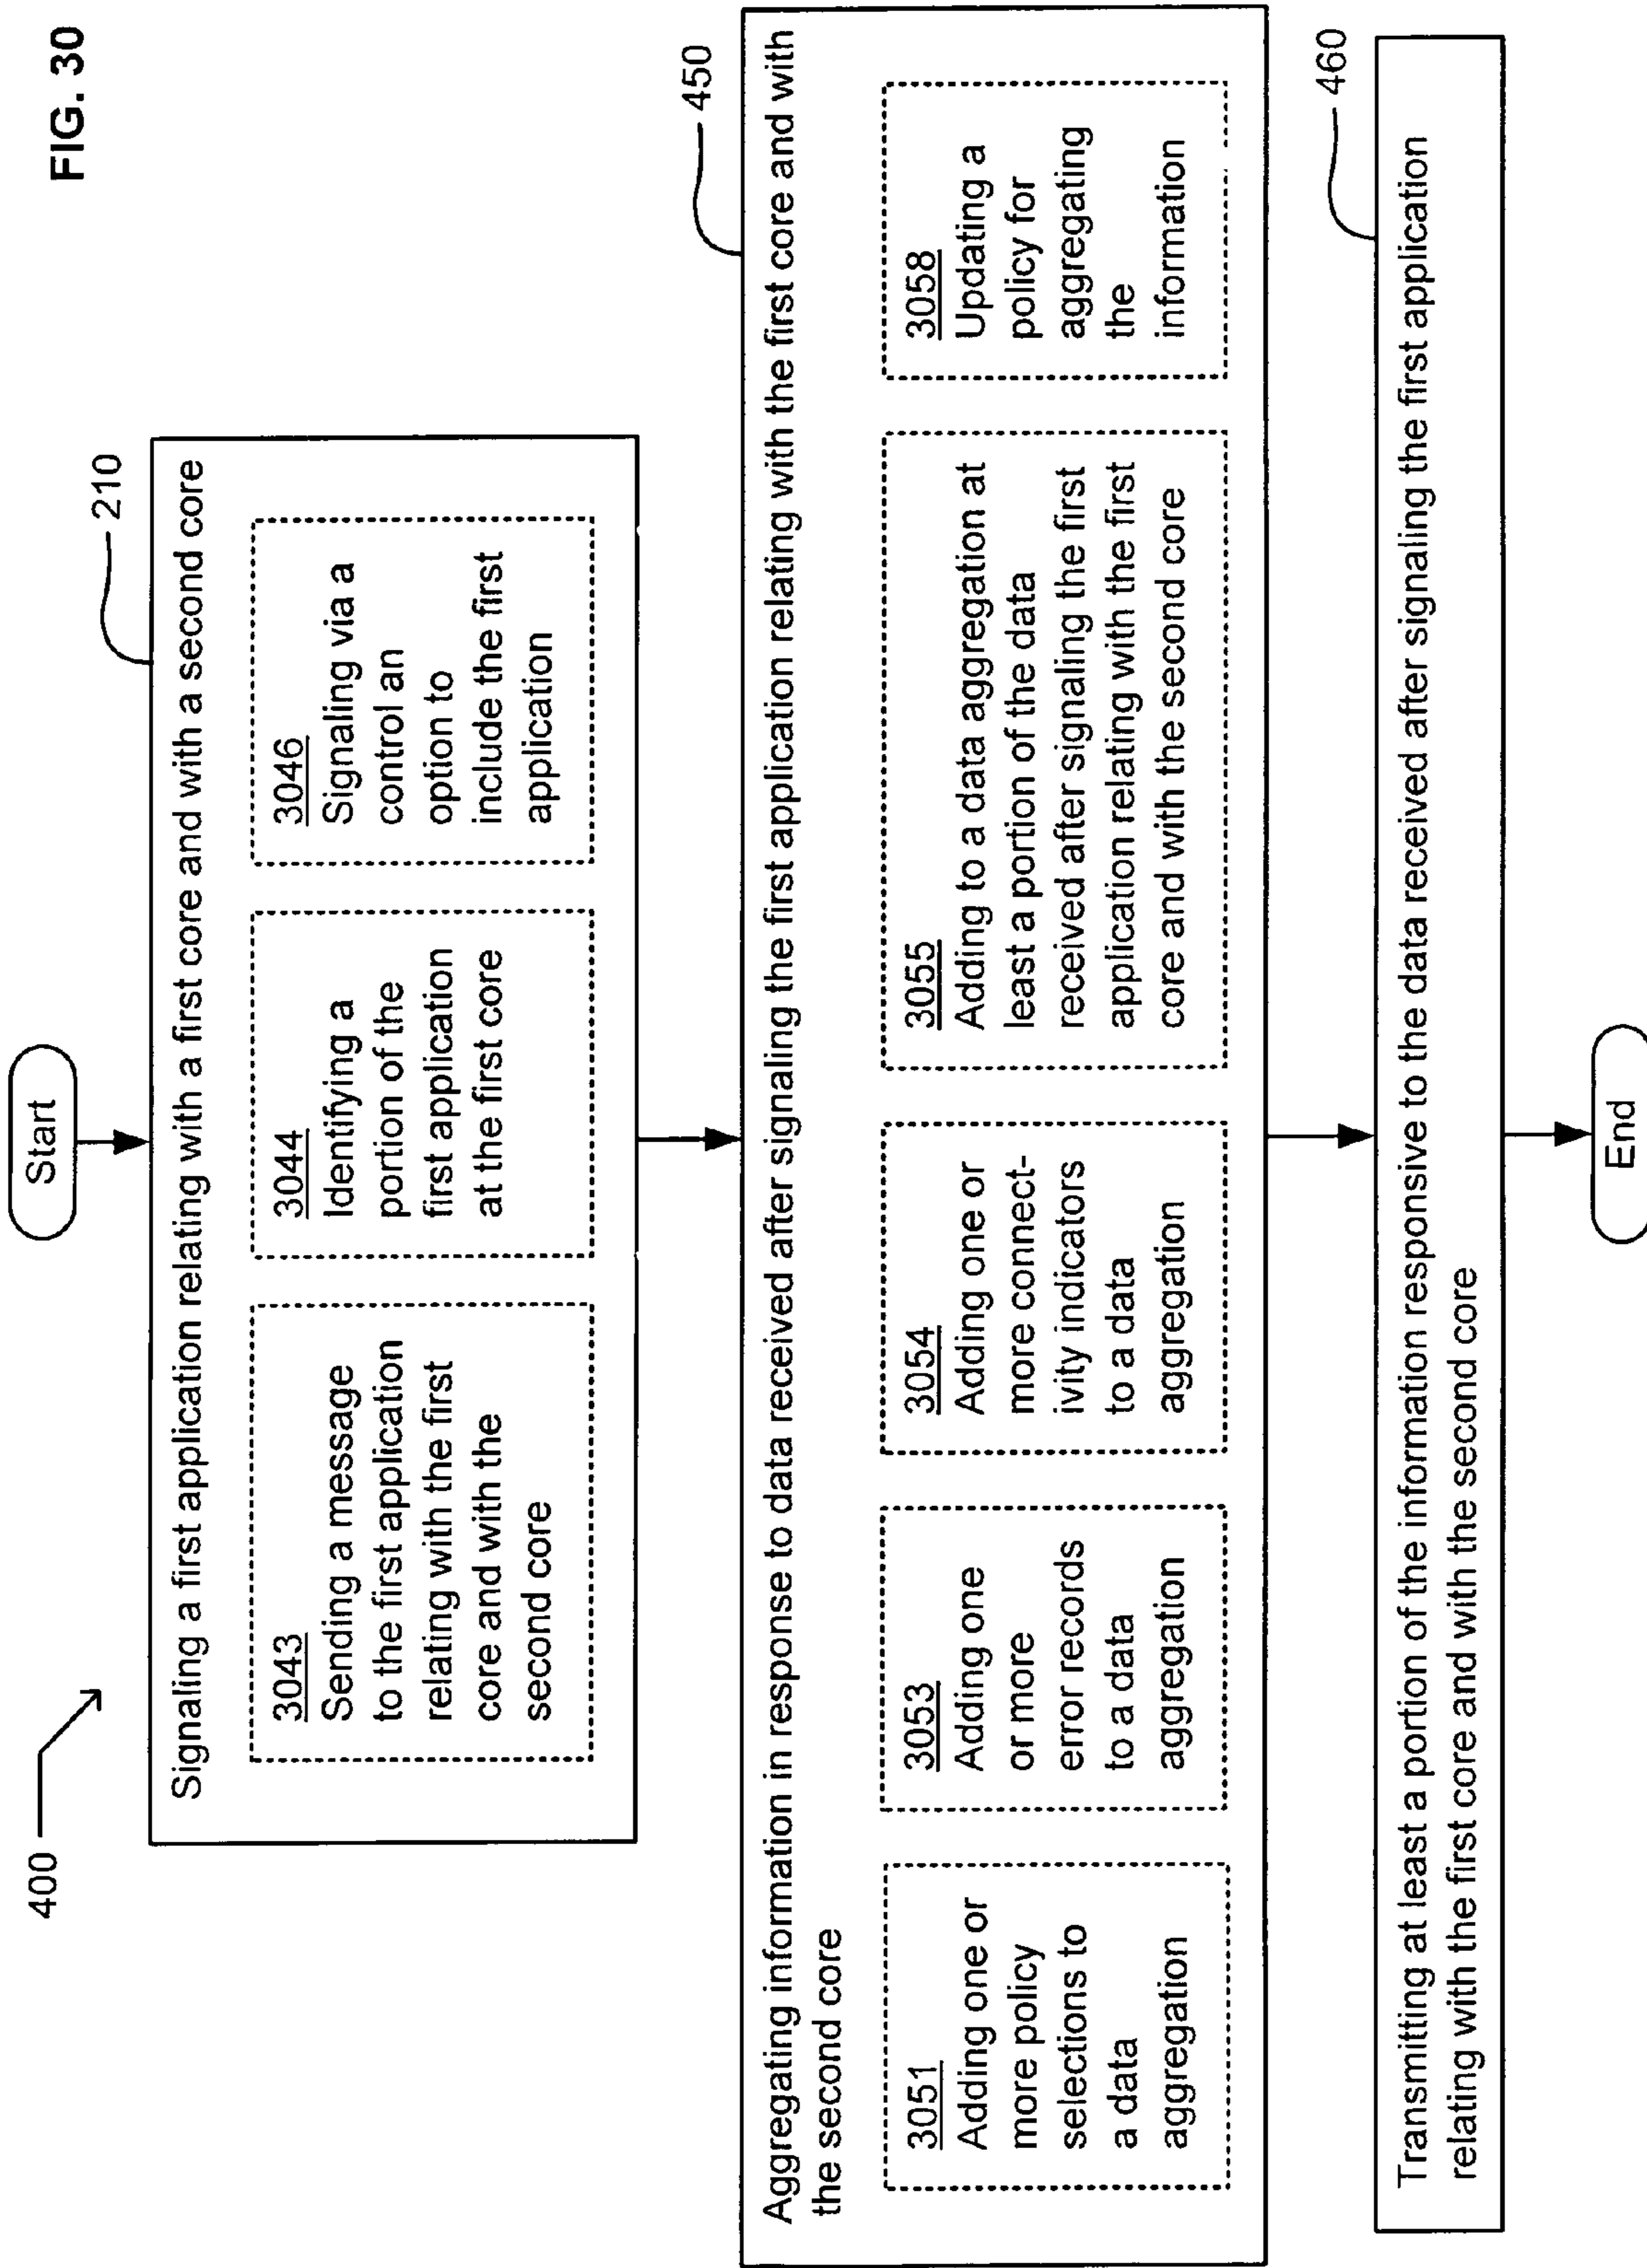 FIG. 30
400
Start
210
Signaling a first application relating with a first core and with a second core
3043
Sending a message
to the first application
relating with the first
core and with the
second core
3044
Identifying a
portion of the
first application
at the first core
3046
Signaling via a
control an
option to
include the first
application
450
Aggregating information in response to data received after signaling the first application relating with the first core and with
the second core
3051
Adding one or
more policy
selections to
a data
aggregation
3053
Adding one
or more
error records
to a data
aggregation
3054
Adding one or
more connect-
ivity indicators
to a data
aggregation
3055
Adding to a data aggregation at
least a portion of the data
received after signaling the first
application relating with the first
core and with the second core
3058
Updating a
policy for
aggregating
the
information
460
Transmitting at least a portion of the information responsive to the data received after signaling the first application
relating with the first core and with the second core
End